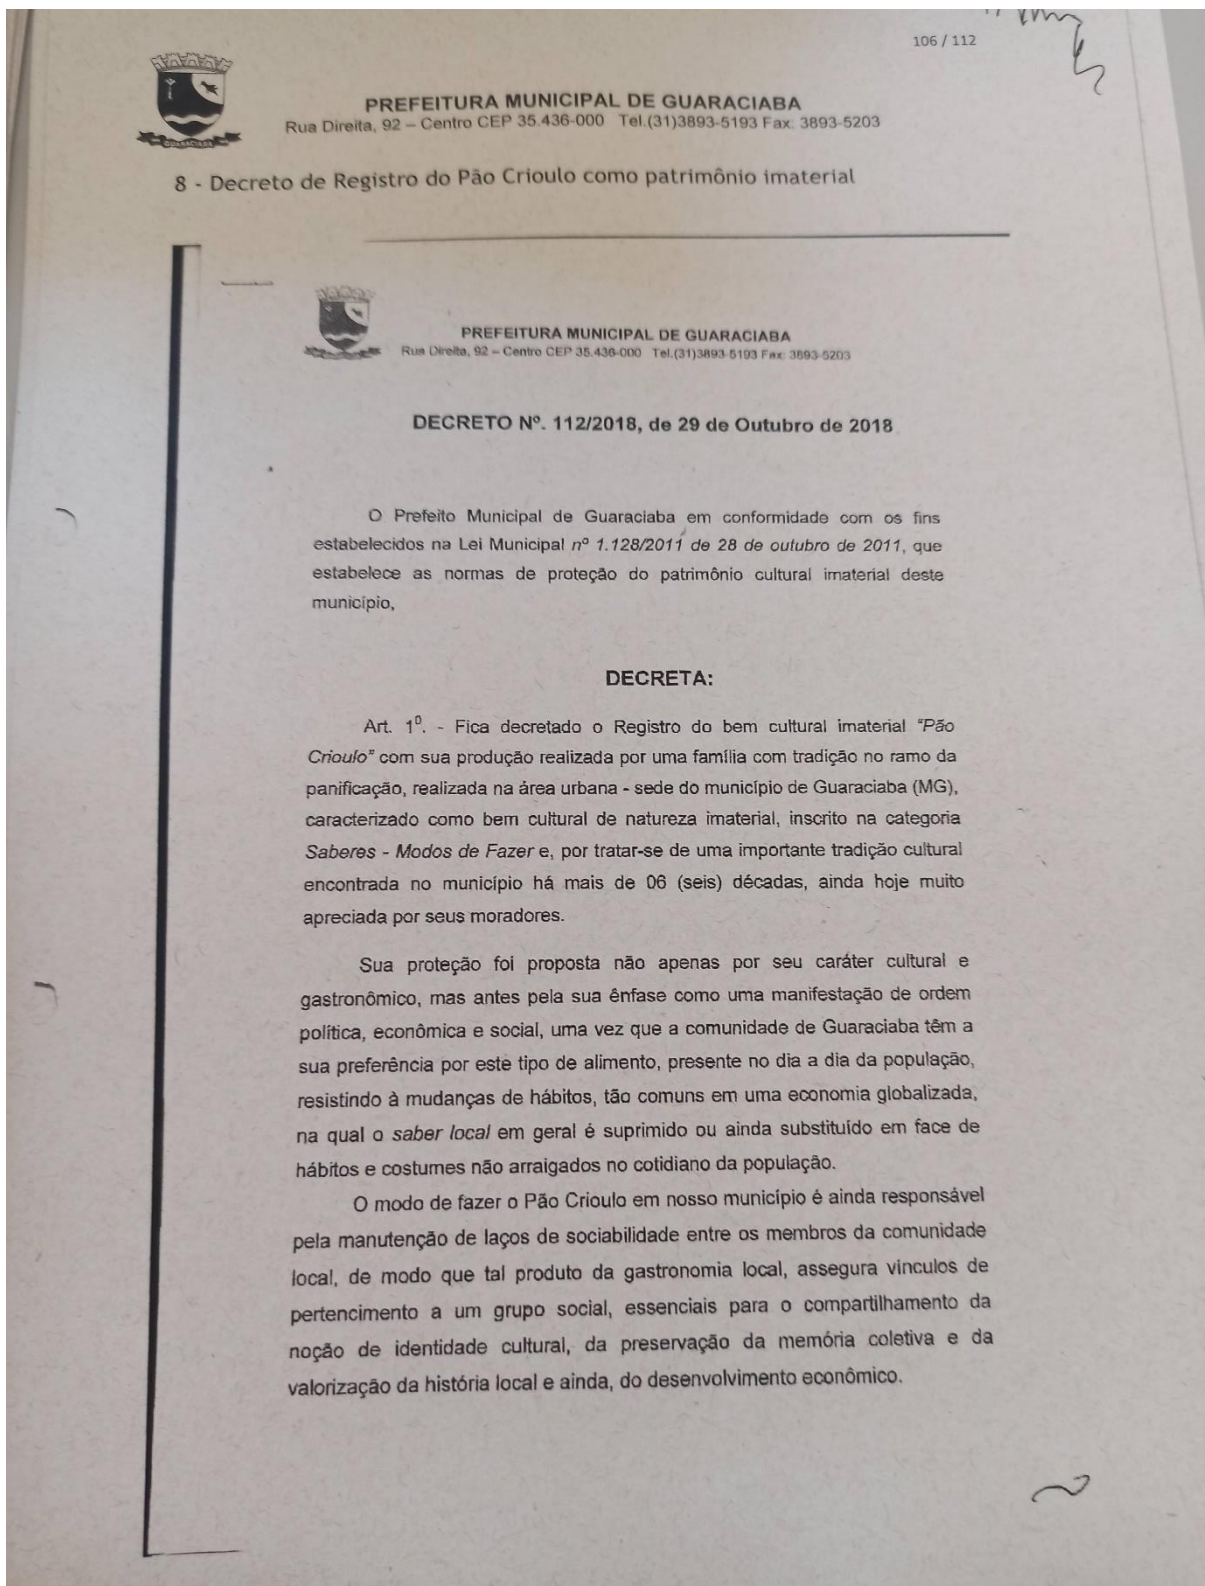 106 / 112
GUARACIABA
PREFEITURA MUNICIPAL DE GUARACIABA
Rua Direita, 92 – Centro CEP 35.436-000 Tel.(31)3893-5193 Fax: 3893-5203
8 - Decreto de Registro do Pão Crioulo como patrimônio imaterial
PREFEITURA MUNICIPAL DE GUARACIABA
Rua Direita, 92 – Centro CEP 35.436-000 Tel.(31)3893-5193 Fax: 3893-5203
DECRETO Nº. 112/2018, de 29 de Outubro de 2018
O Prefeito Municipal de Guaraciaba em conformidade com os fins
estabelecidos na Lei Municipal nº 1.128/2011 de 28 de outubro de 2011, que
estabelece as normas de proteção do patrimônio cultural imaterial deste
município,
DECRETA:
Art. 1º. - Fica decretado o Registro do bem cultural imaterial "Pão
Crioulo" com sua produção realizada por uma família com tradição no ramo da
panificação, realizada na área urbana - sede do município de Guaraciaba (MG),
caracterizado como bem cultural de natureza imaterial, inscrito na categoria
Saberes - Modos de Fazer e, por tratar-se de uma importante tradição cultural
encontrada no município há mais de 06 (seis) décadas, ainda hoje muito
apreciada por seus moradores.
Sua proteção foi proposta não apenas por seu caráter cultural e
gastronômico, mas antes pela sua ênfase como uma manifestação de ordem
política, econômica e social, uma vez que a comunidade de Guaraciaba têm a
sua preferência por este tipo de alimento, presente no dia a dia da população,
resistindo à mudanças de hábitos, tão comuns em uma economia globalizada,
na qual o saber local em geral é suprimido ou ainda substituído em face de
hábitos e costumes não arraigados no cotidiano da população.
O modo de fazer o Pão Crioulo em nosso município é ainda responsável
pela manutenção de laços de sociabilidade entre os membros da comunidade
local, de modo que tal produto da gastronomia local, assegura vínculos de
pertencimento a um grupo social, essenciais para o compartilhamento da
noção de identidade cultural, da preservação da memória coletiva e da
valorização da história local e ainda, do desenvolvimento econômico.